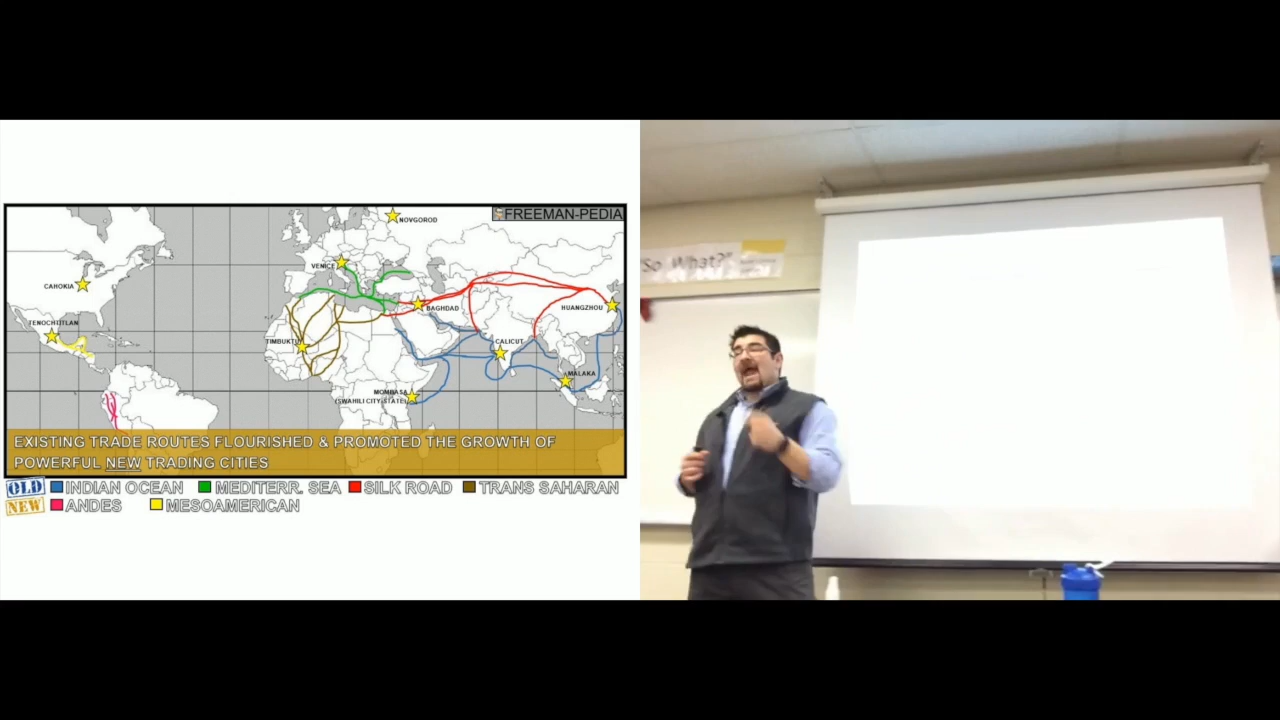 FREEMAN-PEDIA
NOVGOROD
VENICE
CAHOKIA
BAGHDAD
HUANGZHOU
TENOCHTITLAN
TIMBUKTU
CALICUT
MALAKA
MOMBASA
(SWAHILI CITY-STATE)
EXISTING TRADE ROUTES FLOURISHED & PROMOTED THE GROWTH OF
POWERFUL NEW TRADING CITIES
OLD
INDIAN OCEAN
MEDITERR. SEA
SILK ROAD
TRANS SAHARAN
NEW
ANDES
MESOAMERICAN
"So What?"